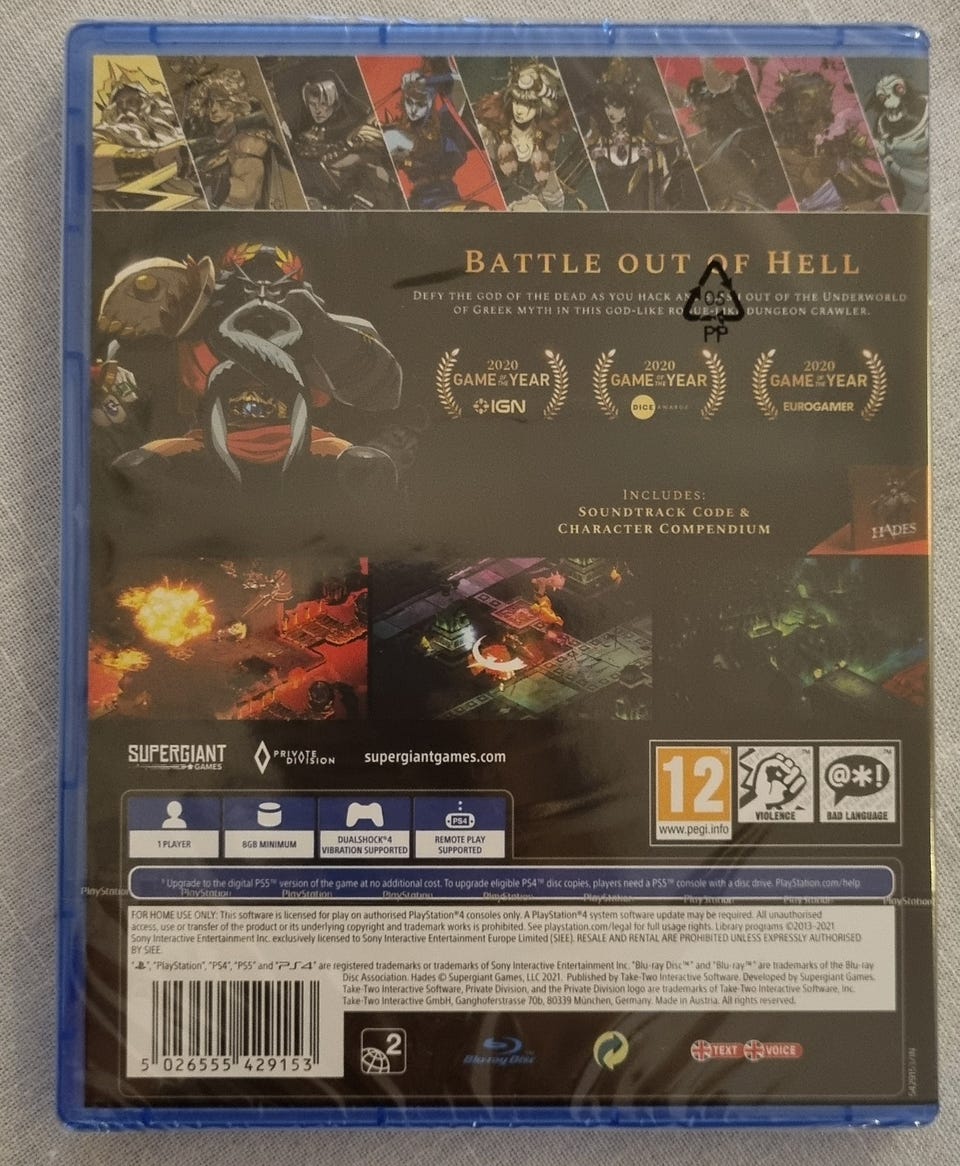 BATTLE OUT OF HELL
05
PP
DEFY THE GOD OF THE DEAD AS YOU HACK AND SLASH OUT OF THE UNDERWORLD
OF GREEK MYTH IN THIS GOD-LIKE ROGUE-LIKE DUNGEON CRAWLER.
2020
GAME OF THE YEAR
IGN
2020
GAME OF THE YEAR
DICE AWARDS
2020
GAME OF THE YEAR
EUROGAMER
INCLUDES:
SOUNDTRACK CODE &
CHARACTER COMPENDIUM
HADES
SUPERGIANT
GAMES
PRIVATE
DIVISION
supergiantgames.com
12
www.pegi.info
VIOLENCE
@*!
BAD LANGUAGE
1 PLAYER
8GB MINIMUM
DUALSHOCK®4
VIBRATION SUPPORTED
PS4
REMOTE PLAY
SUPPORTED
Upgrade to the digital PS5™ version of the game at no additional cost. To upgrade eligible PS4™ disc copies, players need a PS5™ console with a disc drive. PlayStation.com/help
PlayStation PlayStation PlayStation PlayStation PlayStation PlayStation PlayStation PlayStation PlayStation
FOR HOME USE ONLY: This software is licensed for play on authorised PlayStation®4 consoles only. A PlayStation®4 system software update may be required. All unauthorised
access, use or transfer of the product or its underlying copyright and trademark works is prohibited. See playstation.com/legal for full usage rights. Library programs ©2013-2021
Sony Interactive Entertainment Inc. exclusively licensed to Sony Interactive Entertainment Europe Limited (SIEE). RESALE AND RENTAL ARE PROHIBITED UNLESS EXPRESSLY AUTHORISED
BY SIEE.
"PlayStation", "PS4", "PS5" and "PS4" are registered trademarks or trademarks of Sony Interactive Entertainment Inc. "Blu-ray Disc™" and "Blu-ray™" are trademarks of the Blu-ray
Disc Association. Hades © Supergiant Games, LLC 2021. Published by Take-Two Interactive Software. Developed by Supergiant Games.
Take-Two Interactive Software, Private Division, and the Private Division logo are trademarks of Take-Two Interactive Software, Inc.
Take-Two Interactive GmbH, Ganghoferstrasse 70b, 80339 München, Germany. Made in Austria. All rights reserved.
5 026555 429153
2
Blu-ray Disc
TEXT VOICE